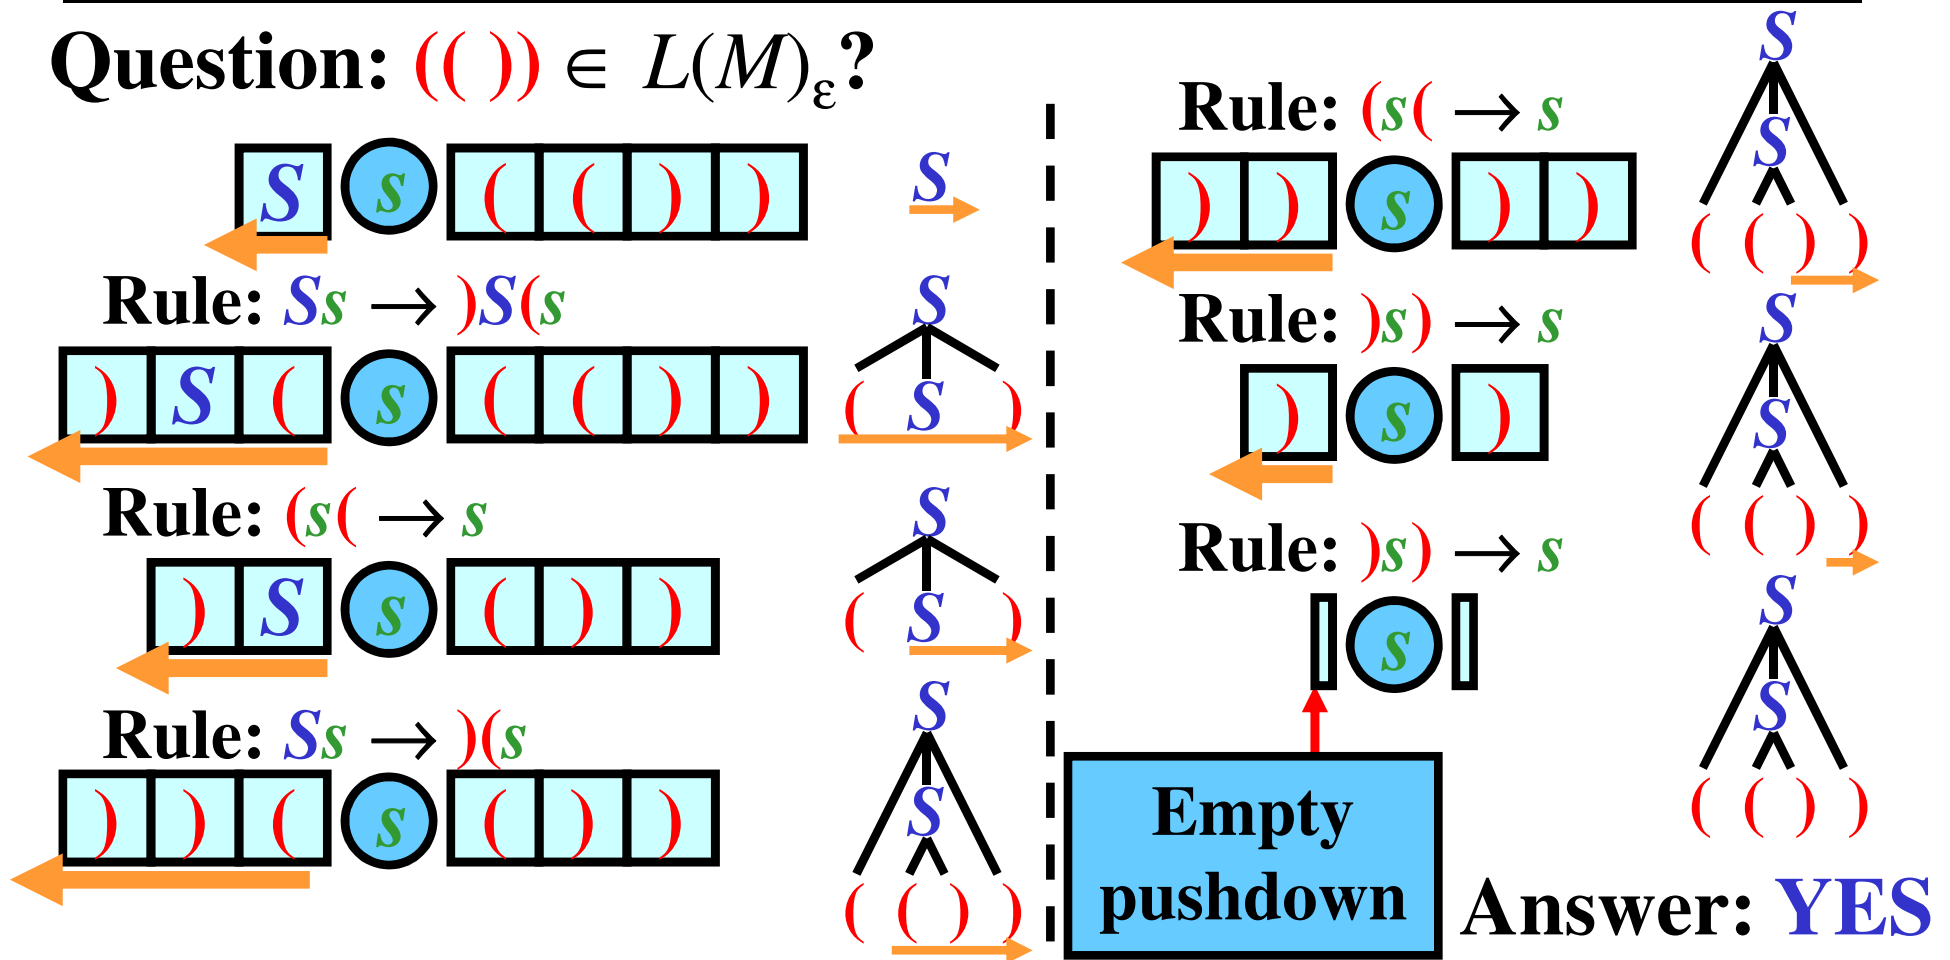 Question: (( )) ∈ L(M)ε?
S s ( ( ) )
S
Rule: Ss → )S(s
S
) S ( s ( ( ) )
( S )
Rule: (s( → s
S
) S s ( ) )
( S )
Rule: Ss → )(s
S
) ) ( s ( ) )
S
( ( ) )
S
Rule: (s( → s
S
) ) s ) )
( ( ) )
Rule: )s) → s
S
) s )
S
( ( ) )
Rule: )s) → s
S
s
S
( ( ) )
Empty
pushdown
Answer: YES